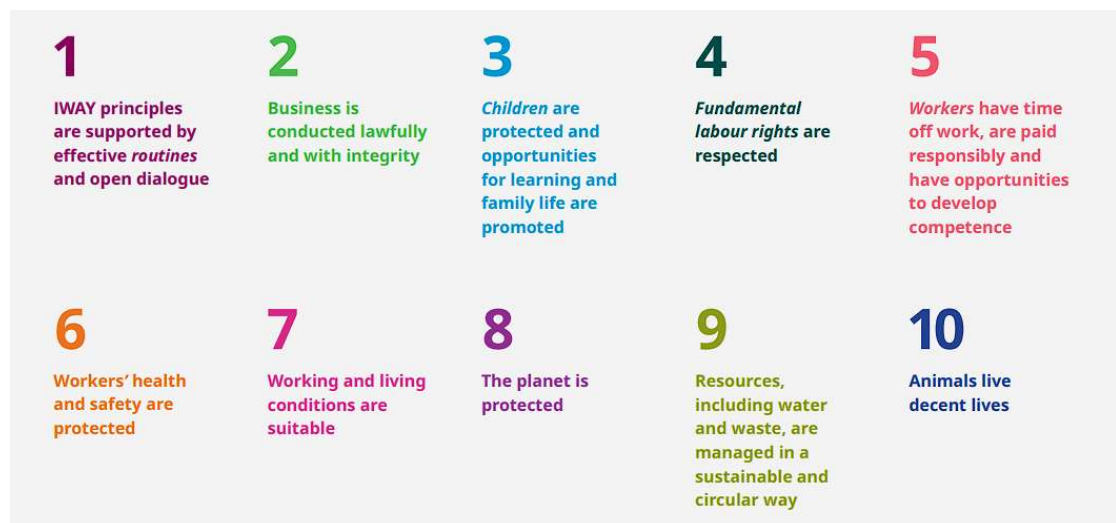 1
IWAY principles
are supported by
effective routines
and open dialogue
2
Business is
conducted lawfully
and with integrity
3
Children are
protected and
opportunities
for learning and
family life are
promoted
4
Fundamental
labour rights are
respected
5
Workers have time
off work, are paid
responsibly and
have opportunities
to develop
competence
6
Workers’ health
and safety are
protected
7
Working and living
conditions are
suitable
8
The planet is
protected
9
Resources,
including water
and waste, are
managed in a
sustainable and
circular way
10
Animals live
decent lives